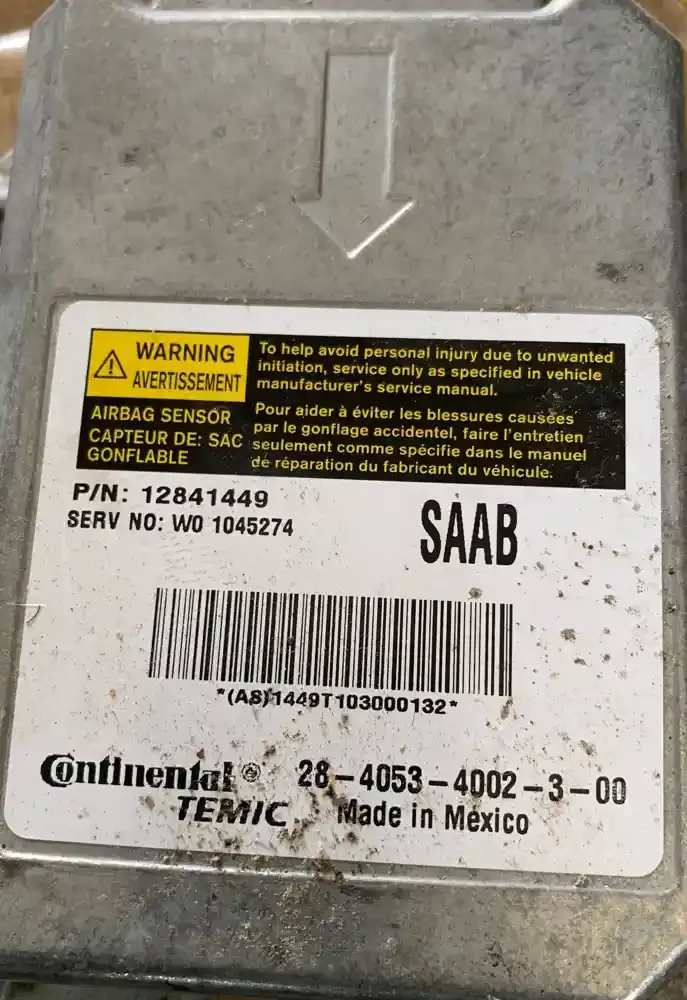 WARNING
AVERTISSEMENT
To help avoid personal injury due to unwanted
initiation, service only as specified in vehicle
manufacturer's service manual.
AIRBAG SENSOR
CAPTEUR DE: SAC
GONFLABLE
Pour aider à éviter les blessures causées
par le gonflage accidentel, faire l'entretien
seulement comme spécifie dans le manuel
de réparation du fabricant du véhicule.
P/N: 12841449
SERV NO: WO 1045274
SAAB
*(A8)1449T103000132*
Continental® 28-4053-4002-3-00
TEMIC Made in México